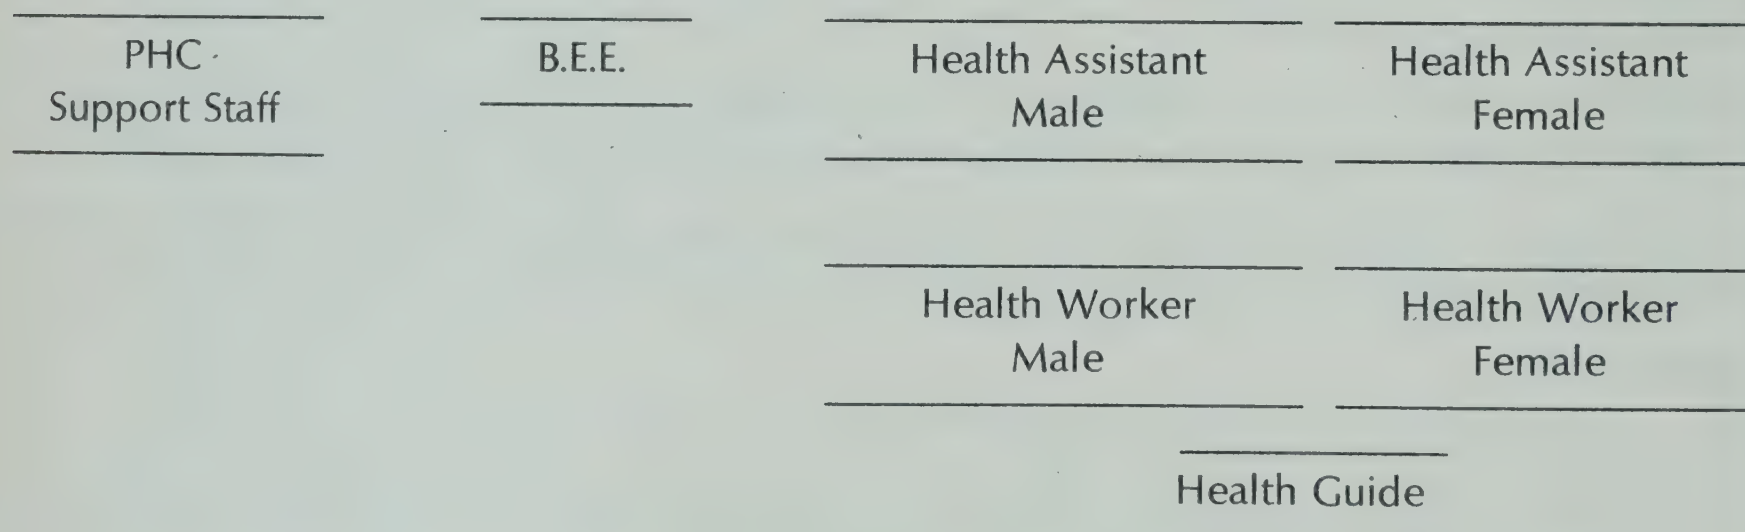 PHC
Support Staff
B.E.E.
Health Assistant
Male
Health Assistant
Female
Health Worker
Male
Health Worker
Female
Health Guide